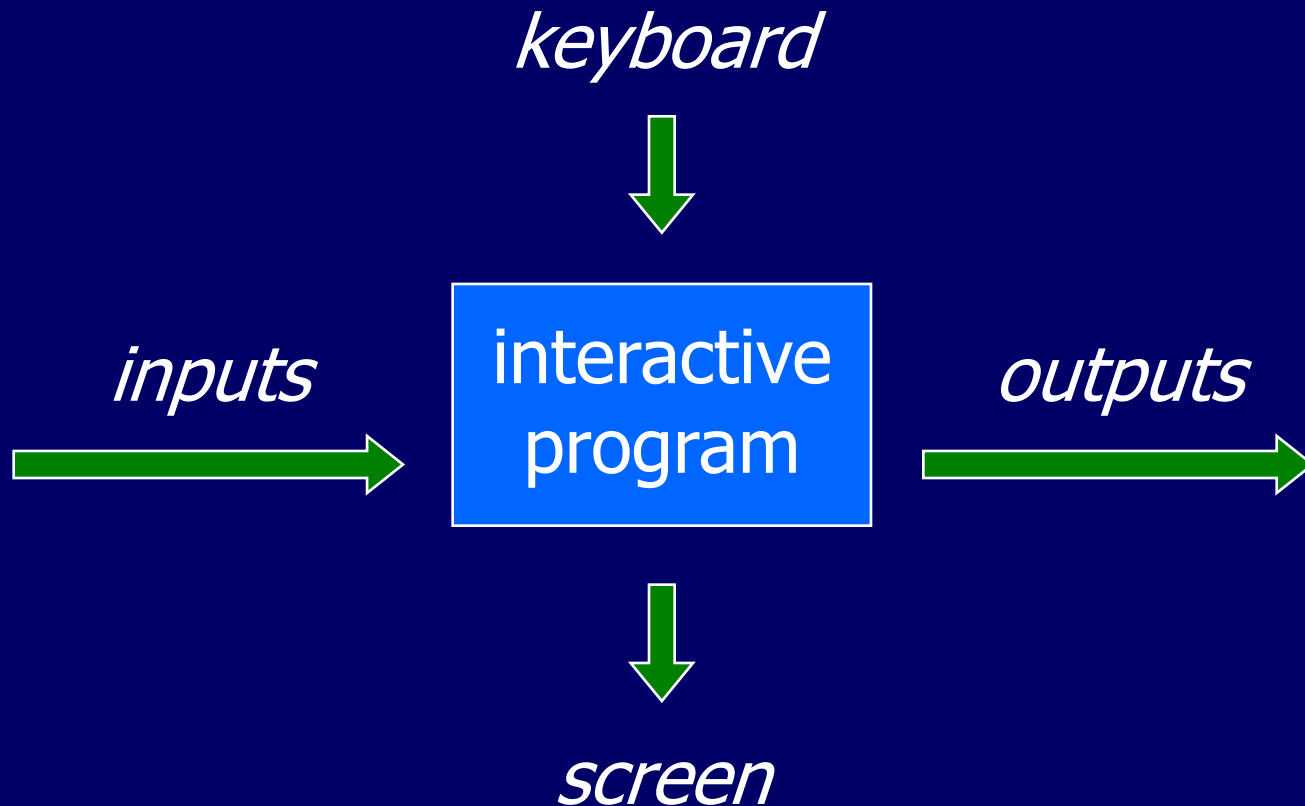 keyboard
inputs
interactive
program
outputs
screen